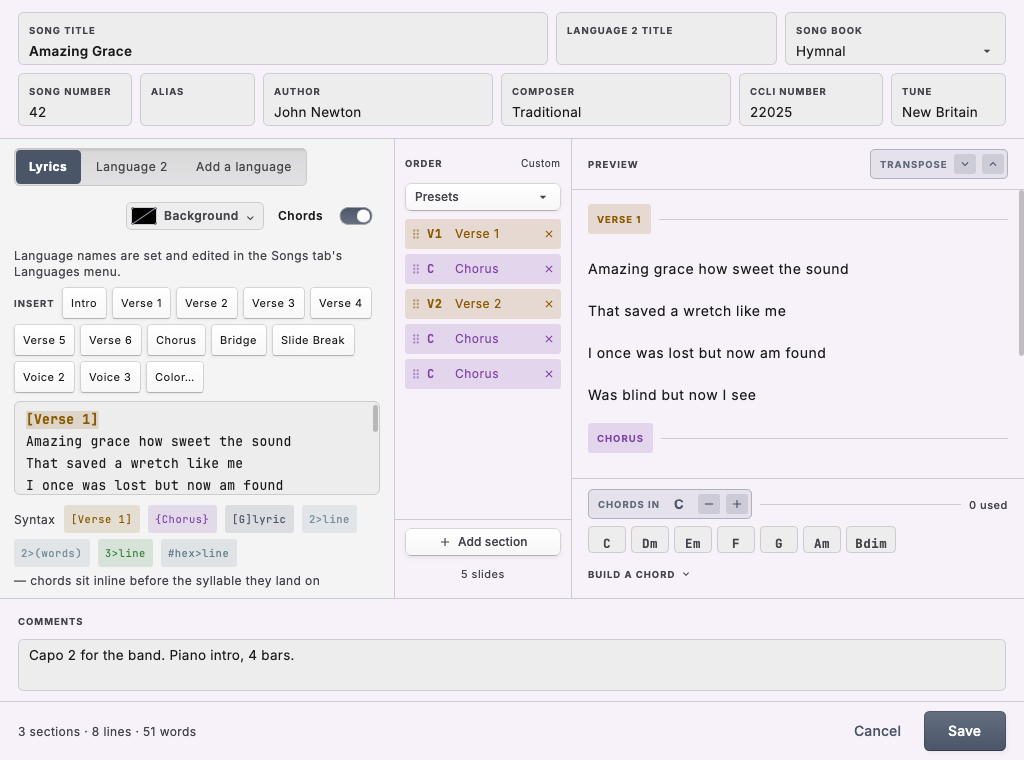 SONG TITLE
Amazing Grace
LANGUAGE 2 TITLE
SONG BOOK
Hymnal
SONG NUMBER
42
ALIAS
AUTHOR
John Newton
COMPOSER
Traditional
CCLI NUMBER
22025
TUNE
New Britain
Lyrics
Language 2
Add a language
Background
Chords
Language names are set and edited in the Songs tab's
Languages menu.
INSERT
Intro
Verse 1
Verse 2
Verse 3
Verse 4
Verse 5
Verse 6
Chorus
Bridge
Slide Break
Voice 2
Voice 3
Color...
[Verse 1]
Amazing grace how sweet the sound
That saved a wretch like me
I once was lost but now am found
Syntax
[Verse 1]
{Chorus}
[G]lyric
2>line
2>(words)
3>line
#hex>line
— chords sit inline before the syllable they land on
ORDER
Custom
Presets
V1 Verse 1 ×
C Chorus ×
V2 Verse 2 ×
C Chorus ×
C Chorus ×
+ Add section
5 slides
PREVIEW
TRANSPOSE
VERSE 1
Amazing grace how sweet the sound
That saved a wretch like me
I once was lost but now am found
Was blind but now I see
CHORUS
CHORDS IN C − +
0 used
C
Dm
Em
F
G
Am
Bdim
BUILD A CHORD
COMMENTS
Capo 2 for the band. Piano intro, 4 bars.
3 sections · 8 lines · 51 words
Cancel
Save